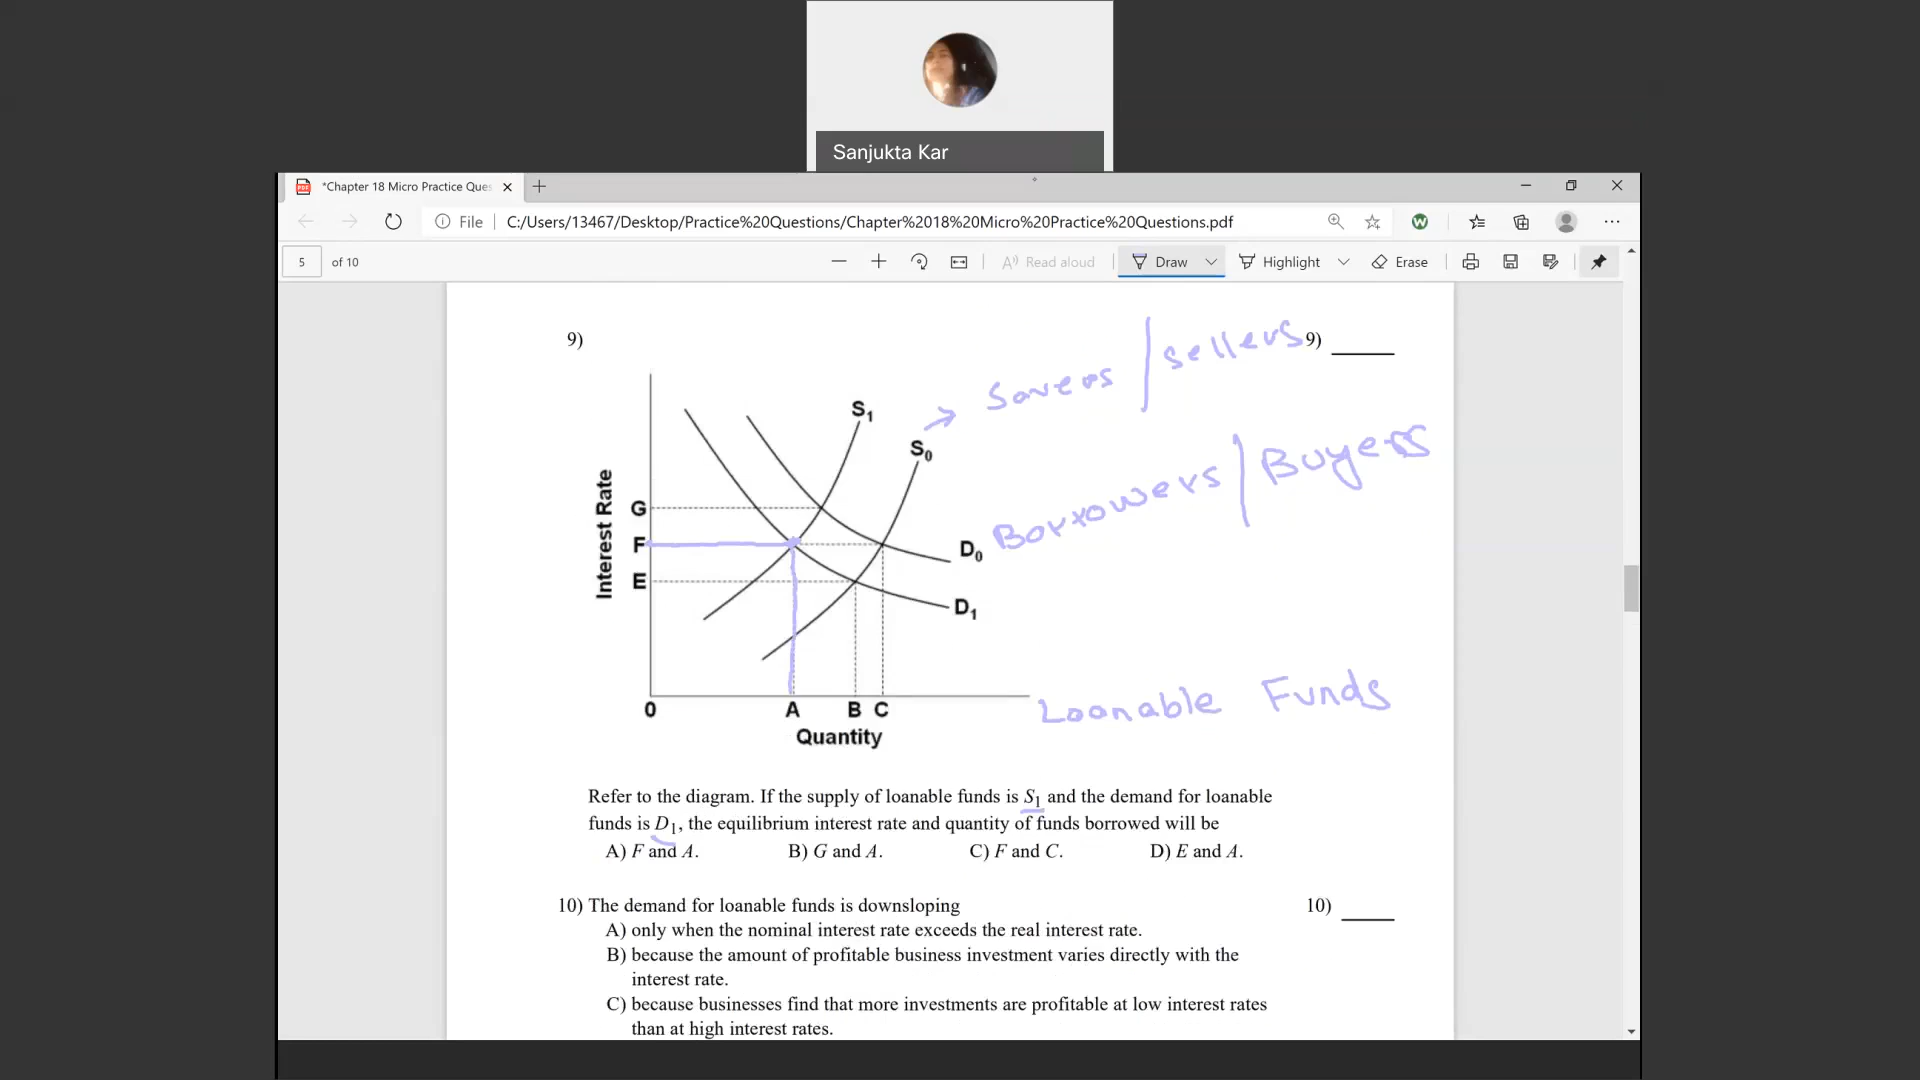 Sanjukta Kar
*Chapter 18 Micro Practice Ques
File
C:/Users/13467/Desktop/Practice%20Questions/Chapter%2018%20Micro%20Practice%20Questions.pdf
5 of 10
Read aloud
Draw
Highlight
Erase
9)
Savers / sellers
9) ____
S1
S0
Borrowers / Buyers
Interest Rate
G
F
E
D0
D1
0 A B C
Quantity
Loanable Funds
Refer to the diagram. If the supply of loanable funds is S1 and the demand for loanable
funds is D1, the equilibrium interest rate and quantity of funds borrowed will be
A) F and A. B) G and A. C) F and C. D) E and A.
10) The demand for loanable funds is downsloping 10) ____
A) only when the nominal interest rate exceeds the real interest rate.
B) because the amount of profitable business investment varies directly with the
interest rate.
C) because businesses find that more investments are profitable at low interest rates
than at high interest rates.